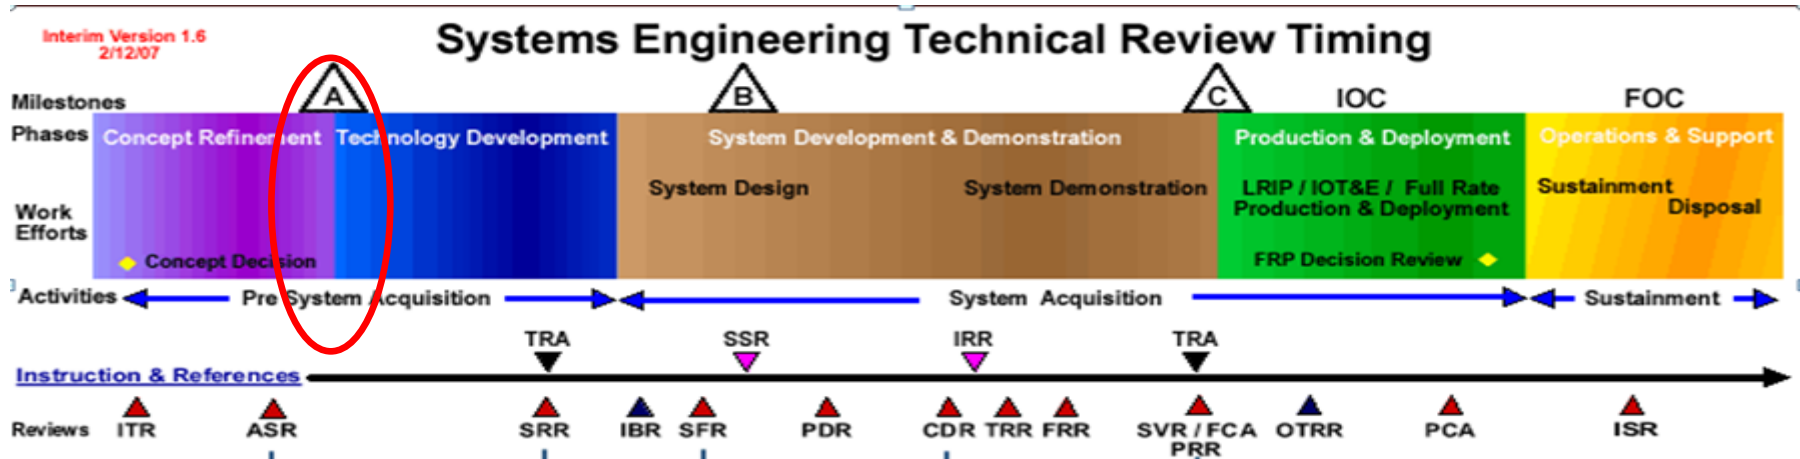 Interim Version 1.6
2/12/07
Systems Engineering Technical Review Timing
Milestones
A
B
C
IOC
FOC
Phases
Concept Refinement
Technology Development
System Development & Demonstration
Production & Deployment
Operations & Support
Work
Efforts
System Design
System Demonstration
LRIP / IOT&E / Full Rate
Production & Deployment
Sustainment
Disposal
Concept Decision
FRP Decision Review
Activities
Pre System Acquisition
System Acquisition
Sustainment
TRA
SSR
IRR
TRA
Instruction & References
Reviews
ITR
ASR
SRR
IBR
SFR
PDR
CDR
TRR
FRR
SVR / FCA
PRR
OTRR
PCA
ISR